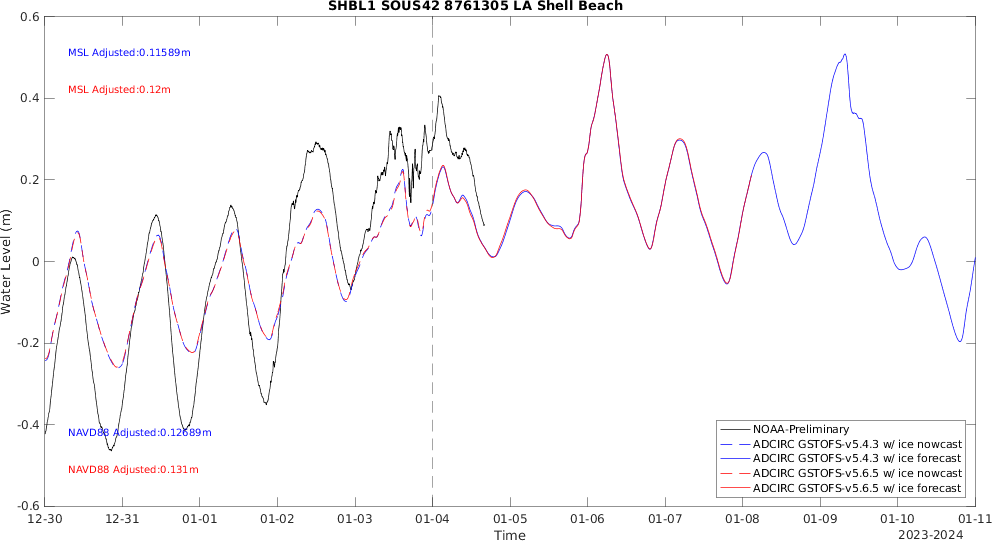 SHBL1 SOUS42 8761305 LA Shell Beach
0.6
0.4
0.2
0
-0.2
-0.4
-0.6
Water Level (m)
MSL Adjusted:0.11589m
MSL Adjusted:0.12m
NAVD88 Adjusted:0.12689m
NAVD88 Adjusted:0.131m
NOAA-Preliminary
ADCIRC GSTOFS-v5.4.3 w/ ice nowcast
ADCIRC GSTOFS-v5.4.3 w/ ice forecast
ADCIRC GSTOFS-v5.6.5 w/ ice nowcast
ADCIRC GSTOFS-v5.6.5 w/ ice forecast
12-30 12-31 01-01 01-02 01-03 01-04 01-05 01-06 01-07 01-08 01-09 01-10 01-11
Time
2023-2024